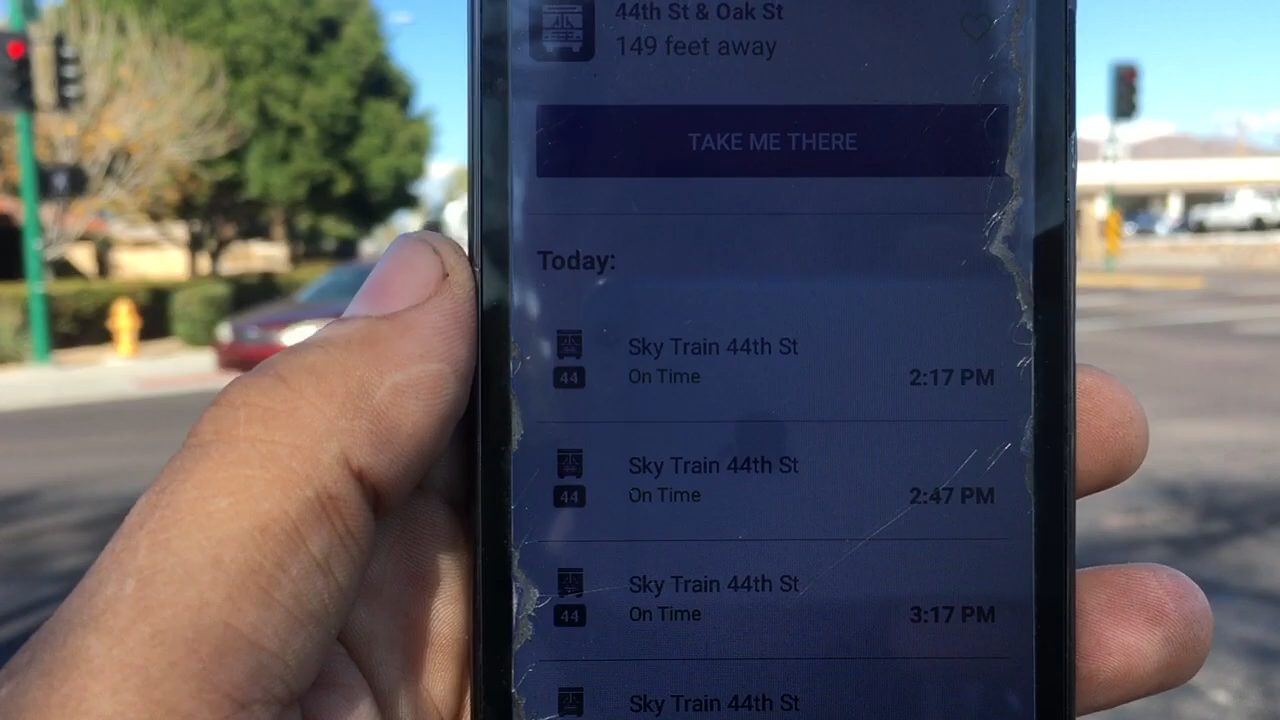 44th St & Oak St
149 feet away
TAKE ME THERE
Today:
Sky Train 44th St
44 On Time 2:17 PM
Sky Train 44th St
44 On Time 2:47 PM
Sky Train 44th St
44 On Time 3:17 PM
Sky Train 44th St